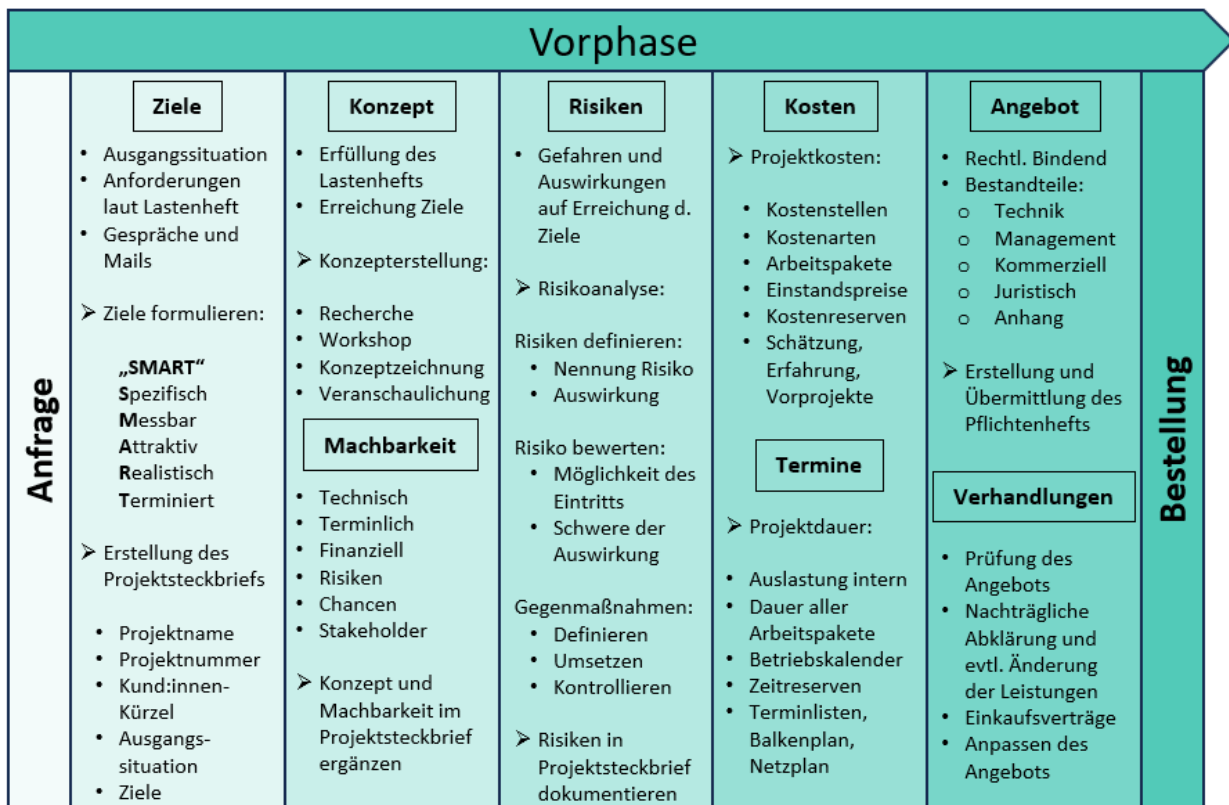 Vorphase
Anfrage
Ziele
• Ausgangssituation
• Anforderungen
laut Lastenheft
• Gespräche und
Mails
➤ Ziele formulieren:
„SMART“
Spezifisch
Messbar
Attraktiv
Realistisch
Terminiert
➤ Erstellung des
Projektsteckbriefs
• Projektname
• Projektnummer
• Kund:innen-
Kürzel
• Ausgangs-
situation
• Ziele
Konzept
• Erfüllung des
Lastenhefts
• Erreichung Ziele
➤ Konzepterstellung:
• Recherche
• Workshop
• Konzeptzeichnung
• Veranschaulichung
Machbarkeit
• Technisch
• Terminlich
• Finanziell
• Risiken
• Chancen
• Stakeholder
➤ Konzept und
Machbarkeit im
Projektsteckbrief
ergänzen
Risiken
• Gefahren und
Auswirkungen
auf Erreichung d.
Ziele
➤ Risikoanalyse:
Risiken definieren:
• Nennung Risiko
• Auswirkung
Risiko bewerten:
• Möglichkeit des
Eintritts
• Schwere der
Auswirkung
Gegenmaßnahmen:
• Definieren
• Umsetzen
• Kontrollieren
➤ Risiken in
Projektsteckbrief
dokumentieren
Kosten
➤ Projektkosten:
• Kostenstellen
• Kostenarten
• Arbeitspakete
• Einstandspreise
• Kostenreserven
• Schätzung,
Erfahrung,
Vorprojekte
Termine
➤ Projektdauer:
• Auslastung intern
• Dauer aller
Arbeitspakete
• Betriebskalender
• Zeitreserven
• Terminlisten,
Balkenplan,
Netzplan
Angebot
• Rechtl. Bindend
• Bestandteile:
o Technik
o Management
o Kommerziell
o Juristisch
o Anhang
➤ Erstellung und
Übermittlung des
Pflichtenhefts
Verhandlungen
• Prüfung des
Angebots
• Nachträgliche
Abklärung und
evtl. Änderung
der Leistungen
• Einkaufsverträge
• Anpassen des
Angebots
Bestellung